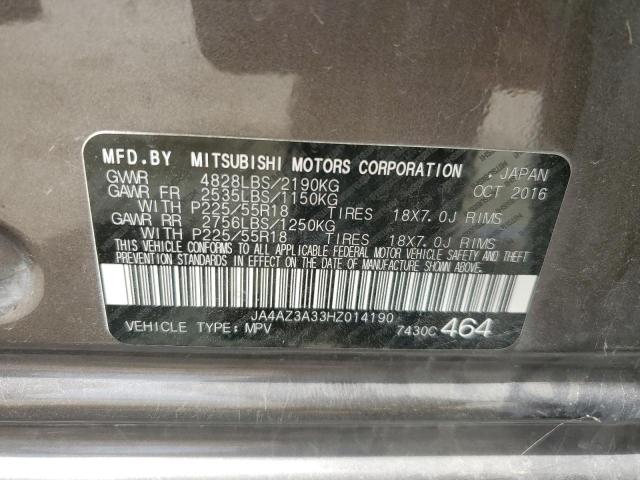 MFD. BY MITSUBISHI MOTORS CORPORATION JAPAN
GVWR 4828LBS/2190KG OCT 2016
GAWR FR 2535LBS/1150KG
WITH P225/55R18 TIRES 18X7.0J RIMS
GAWR RR 2756LBS/1250KG
WITH P225/55R18 TIRES 18X7.0J RIMS
THIS VEHICLE CONFORMS TO ALL APPLICABLE FEDERAL MOTOR VEHICLE SAFETY AND THEFT
PREVENTION STANDARDS IN EFFECT ON THE DATE OF MANUFACTURE SHOWN ABOVE.
JA4AZ3A33HZ014190
VEHICLE TYPE: MPV 7430C 464